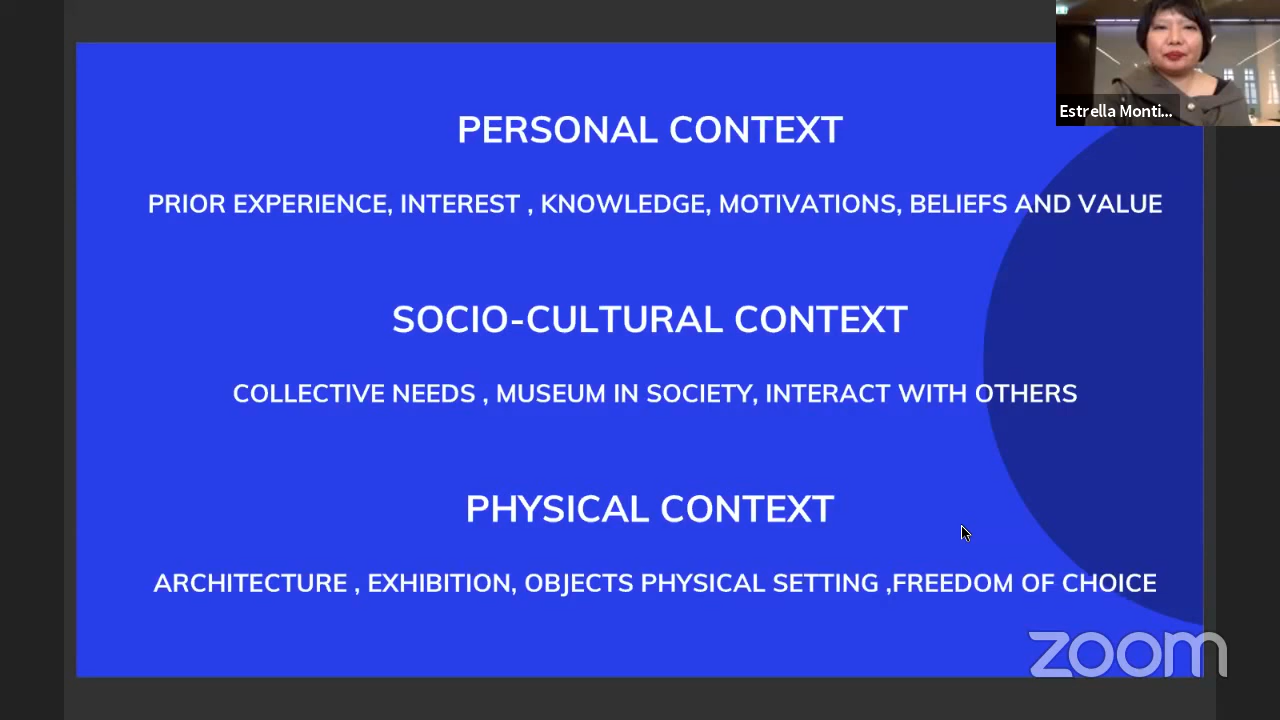 Estrella Monti...
PERSONAL CONTEXT
PRIOR EXPERIENCE, INTEREST , KNOWLEDGE, MOTIVATIONS, BELIEFS AND VALUE
SOCIO-CULTURAL CONTEXT
COLLECTIVE NEEDS , MUSEUM IN SOCIETY, INTERACT WITH OTHERS
PHYSICAL CONTEXT
ARCHITECTURE , EXHIBITION, OBJECTS PHYSICAL SETTING ,FREEDOM OF CHOICE
zoom